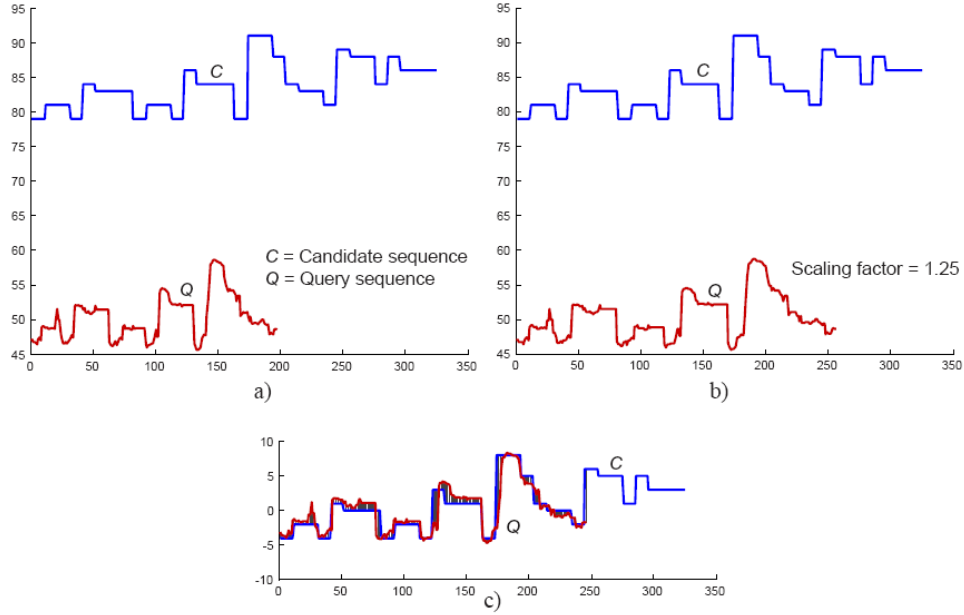 95
90
85
80
75
70
65
60
55
50
45
0 50 100 150 200 250 300 350
C
Q
C = Candidate sequence
Q = Query sequence
a)
95
90
85
80
75
70
65
60
55
50
45
0 50 100 150 200 250 300 350
C
Q
Scaling factor = 1.25
b)
10
5
0
-5
-10
0 50 100 150 200 250 300 350
C
Q
c)